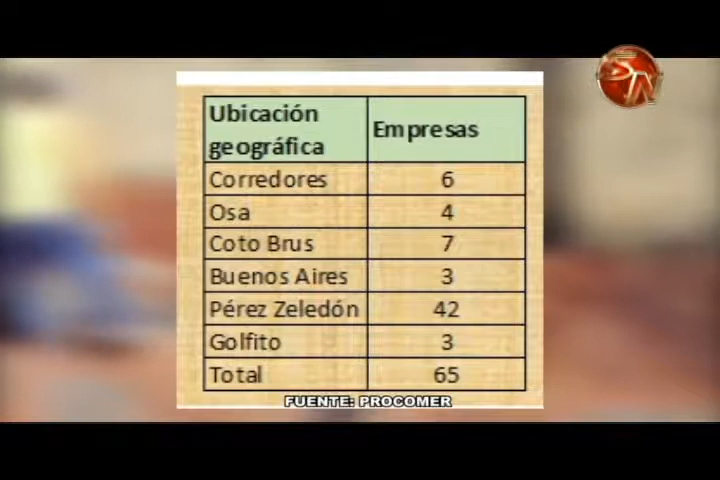 Ubicación geográfica Empresas
Corredores 6
Osa 4
Coto Brus 7
Buenos Aires 3
Pérez Zeledón 42
Golfito 3
Total 65
FUENTE: PROCOMER